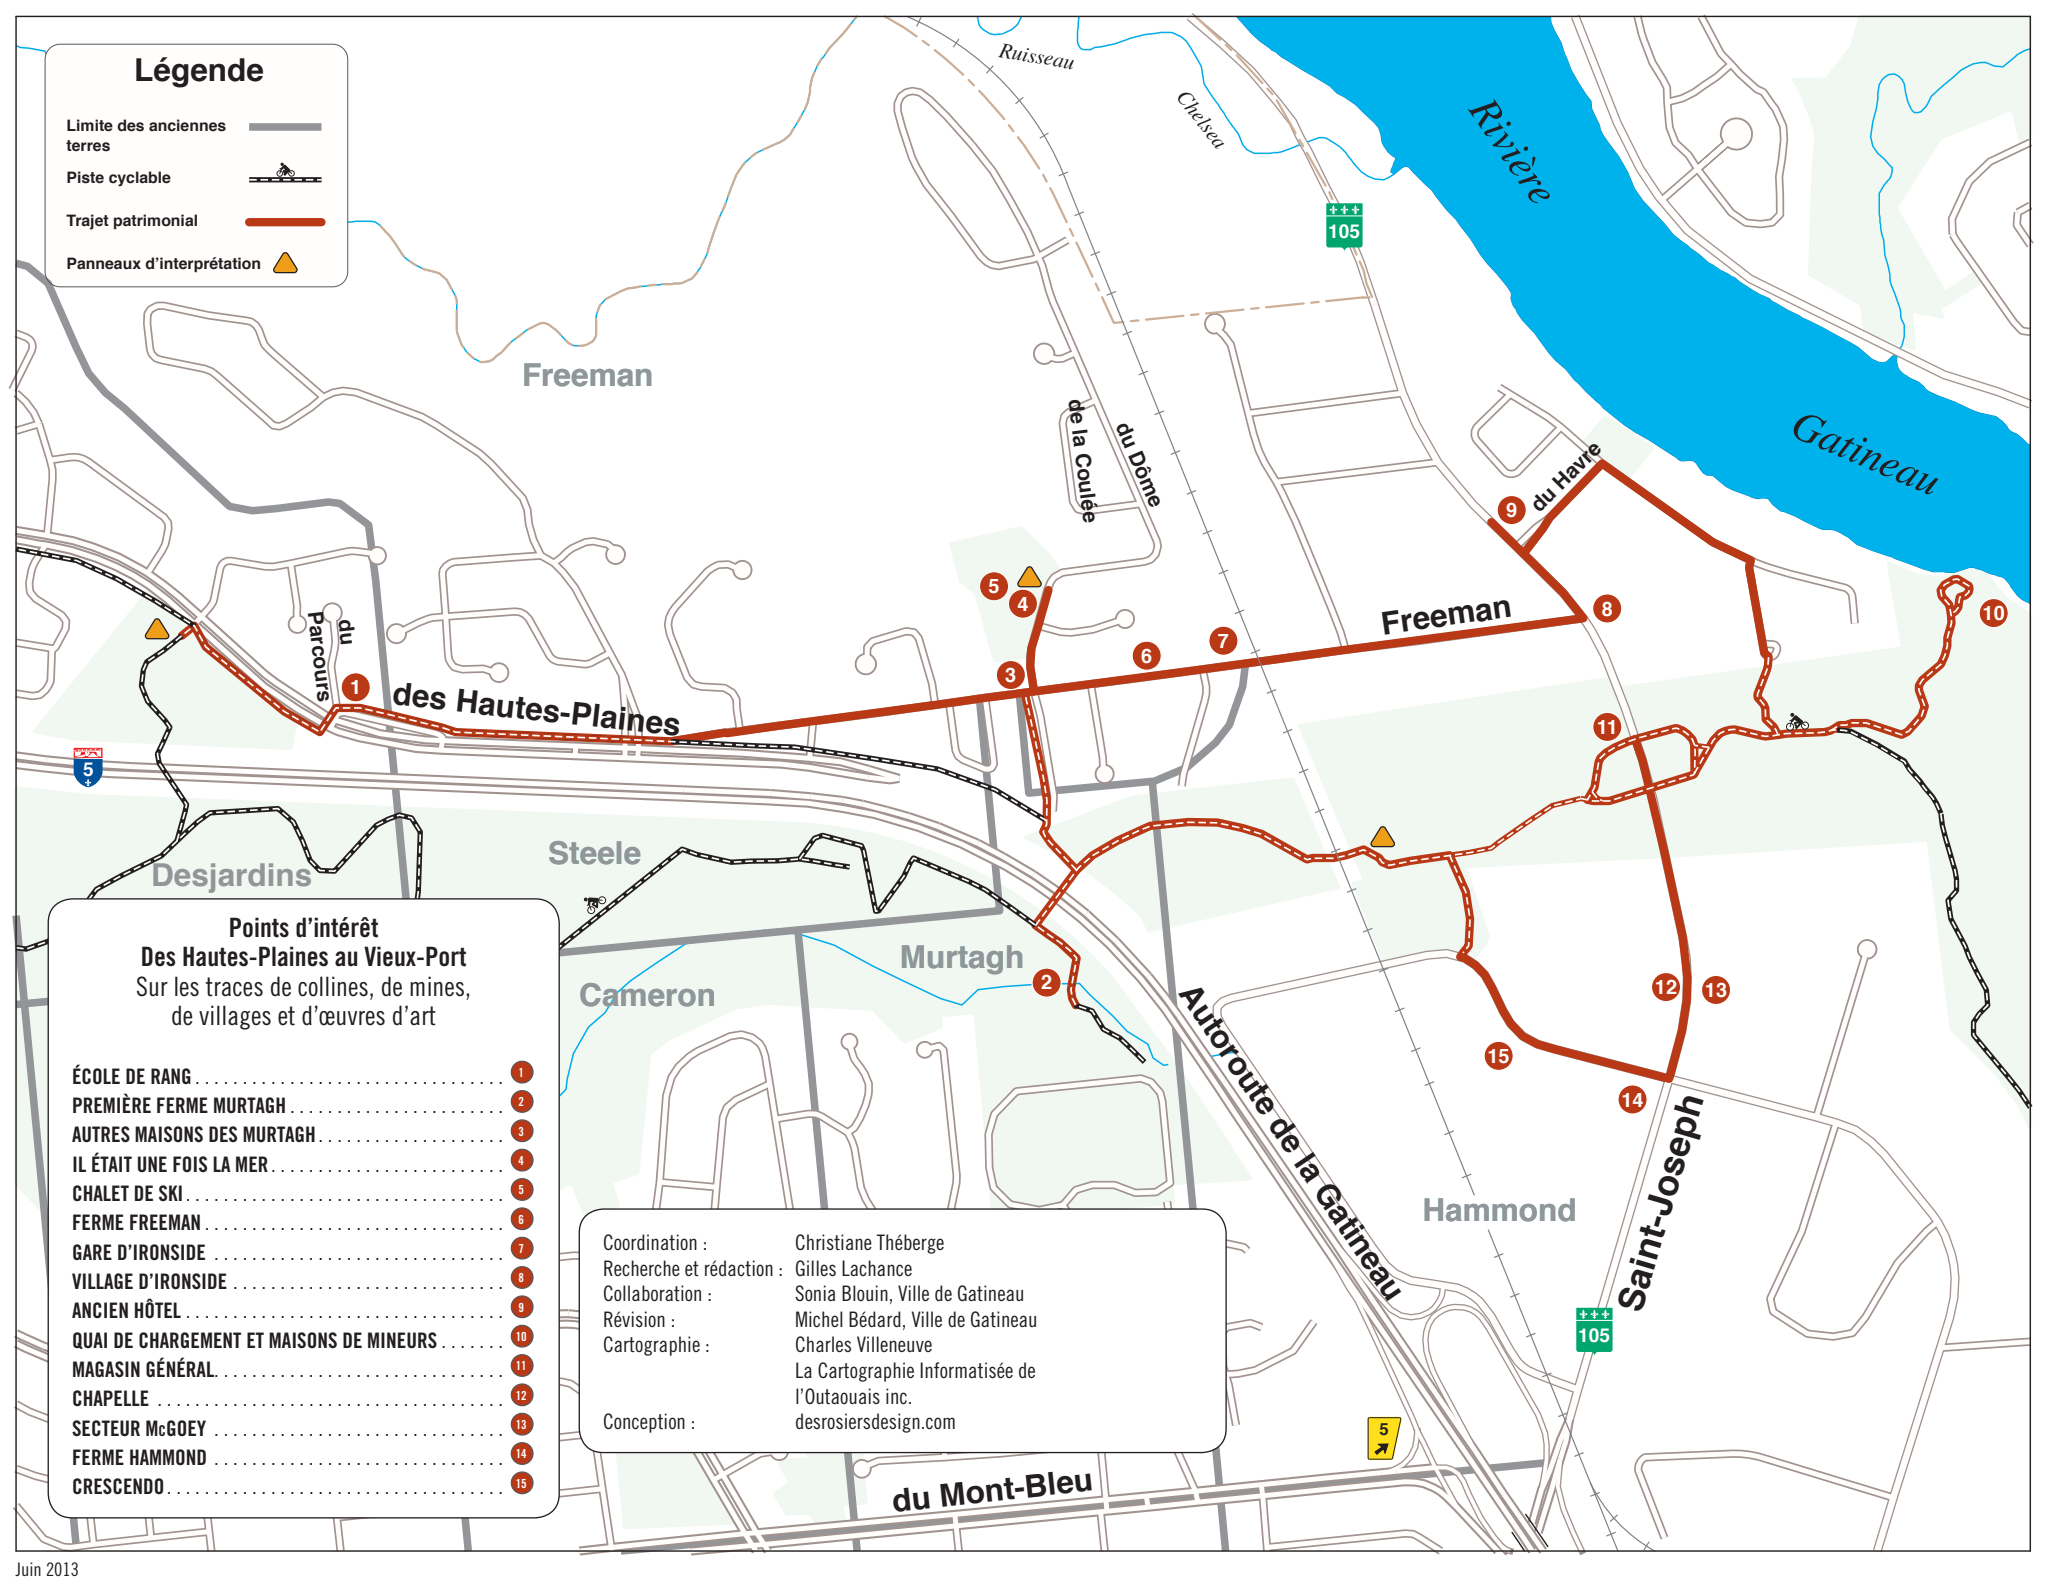 Légende
Limite des anciennes
terres
Piste cyclable
Trajet patrimonial
Panneaux d'interprétation
Ruisseau
Chelsea
Rivière
Gatineau
105
Freeman
de la Coulée
du Dôme
du Havre
9
5
4
8
10
Freeman
7
6
3
du
Parcours
1
des Hautes-Plaines
11
5
Steele
Desjardins
Murtagh
Cameron
2
12
13
15
14
Autoroute de la Gatineau
Hammond
Saint-Joseph
105
5
du Mont-Bleu
Points d'intérêt
Des Hautes-Plaines au Vieux-Port
Sur les traces de collines, de mines,
de villages et d'œuvres d'art
ÉCOLE DE RANG 1
PREMIÈRE FERME MURTAGH 2
AUTRES MAISONS DES MURTAGH 3
IL ÉTAIT UNE FOIS LA MER 4
CHALET DE SKI 5
FERME FREEMAN 6
GARE D'IRONSIDE 7
VILLAGE D'IRONSIDE 8
ANCIEN HÔTEL 9
QUAI DE CHARGEMENT ET MAISONS DE MINEURS 10
MAGASIN GÉNÉRAL 11
CHAPELLE 12
SECTEUR McGOEY 13
FERME HAMMOND 14
CRESCENDO 15
Coordination : Christiane Théberge
Recherche et rédaction : Gilles Lachance
Collaboration : Sonia Blouin, Ville de Gatineau
Révision : Michel Bédard, Ville de Gatineau
Cartographie : Charles Villeneuve
La Cartographie Informatisée de
l'Outaouais inc.
Conception : desrosiersdesign.com
Juin 2013